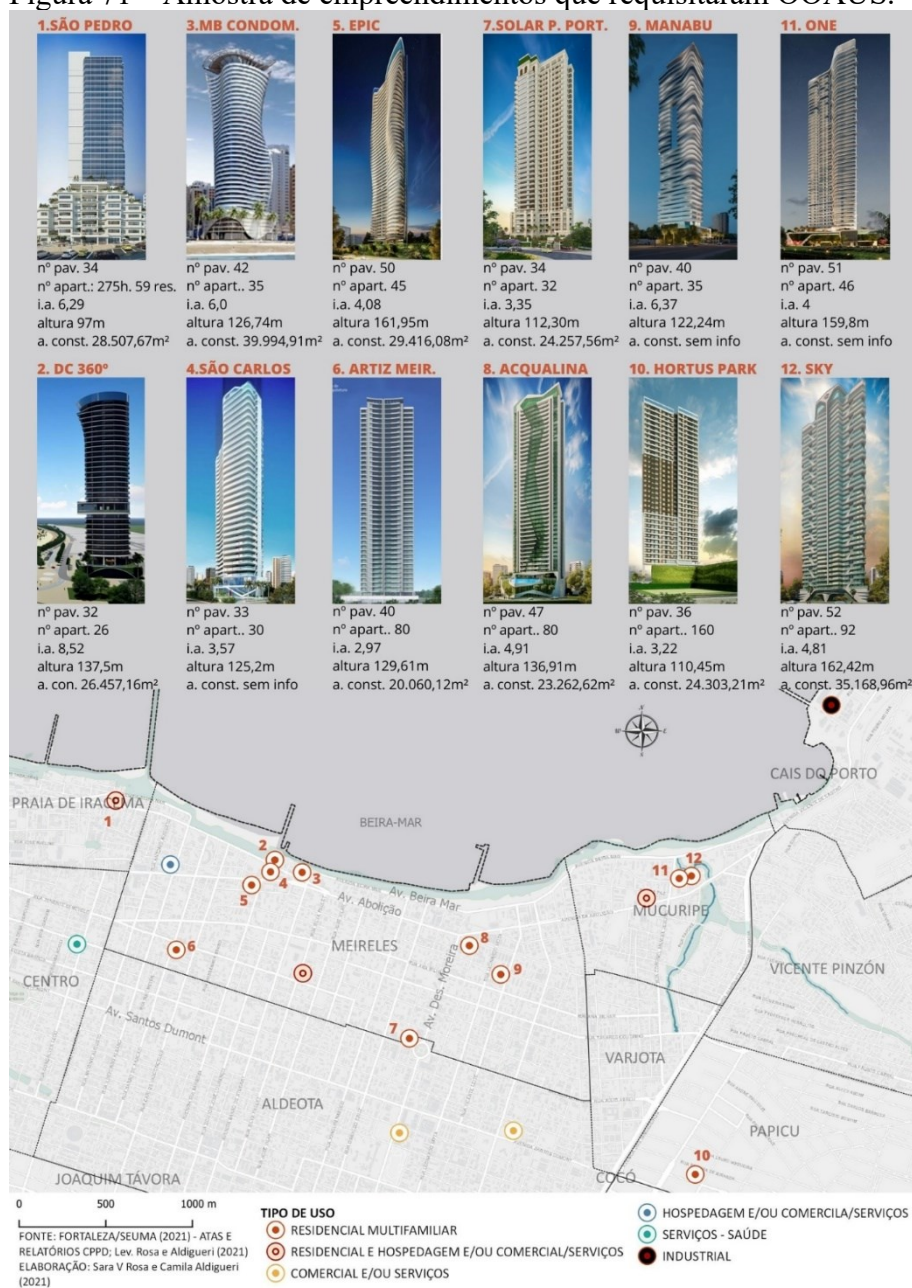 1.SÃO PEDRO
nº pav. 34
nº apart.: 275h. 59 res.
i.a. 6,29
altura 97m
a. const. 28.507,67m²
3.MB CONDOM.
nº pav. 42
nº apart.. 35
i.a. 6,0
altura 126,74m
a. const. 39.994,91m²
5. EPIC
nº pav. 50
nº apart. 45
i.a. 4,08
altura 161,95m
a. const. 29.416,08m²
7.SOLAR P. PORT.
nº pav. 34
nº apart. 32
i.a. 3,35
altura 112,30m
a. const. 24.257,56m²
9. MANABU
nº pav. 40
nº apart. 35
i.a. 6,37
altura 122,24m
a. const. sem info
11. ONE
nº pav. 51
nº apart. 46
i.a. 4
altura 159,8m
a. const. sem info
2. DC 360º
nº pav. 32
nº apart. 26
i.a. 8,52
altura 137,5m
a. con. 26.457,16m²
4.SÃO CARLOS
nº pav. 33
nº apart.. 30
i.a. 3,57
altura 125,2m
a. const. sem info
6. ARTIZ MEIR.
nº pav. 40
nº apart.. 80
i.a. 2,97
altura 129,61m
a. const. 20.060,12m²
8. ACQUALINA
nº pav. 47
nº apart.. 80
i.a. 4,91
altura 136,91m
a. const. 23.262,62m²
10. HORTUS PARK
nº pav. 36
nº apart.. 160
i.a. 3,22
altura 110,45m
a. const. 24.303,21m²
12. SKY
nº pav. 52
nº apart.. 92
i.a. 4,81
altura 162,42m
a. const. 35.168,96m²
CAIS DO PORTO
PRAIA DE IRACEMA
1
BEIRA-MAR
2
4
3
5
Av. Beira Mar
Av. Abolição
11
12
MUCURIPE
6
MEIRELES
8
9
Av. Des. Moreira
CENTRO
VICENTE PINZÓN
7
Av. Santos Dumont
VARJOTA
ALDEOTA
PAPICU
10
COCÓ
JOAQUIM TÁVORA
0 500 1000 m
FONTE: FORTALEZA/SEUMA (2021) - ATAS E
RELATÓRIOS CPPD; Lev. Rosa e Aldigueri (2021)
ELABORAÇÃO: Sara V Rosa e Camila Aldigueri
(2021)
TIPO DE USO
RESIDENCIAL MULTIFAMILIAR
RESIDENCIAL E HOSPEDAGEM E/OU COMERCIAL/SERVIÇOS
COMERCIAL E/OU SERVIÇOS
HOSPEDAGEM E/OU COMERCILA/SERVIÇOS
SERVIÇOS - SAÚDE
INDUSTRIAL